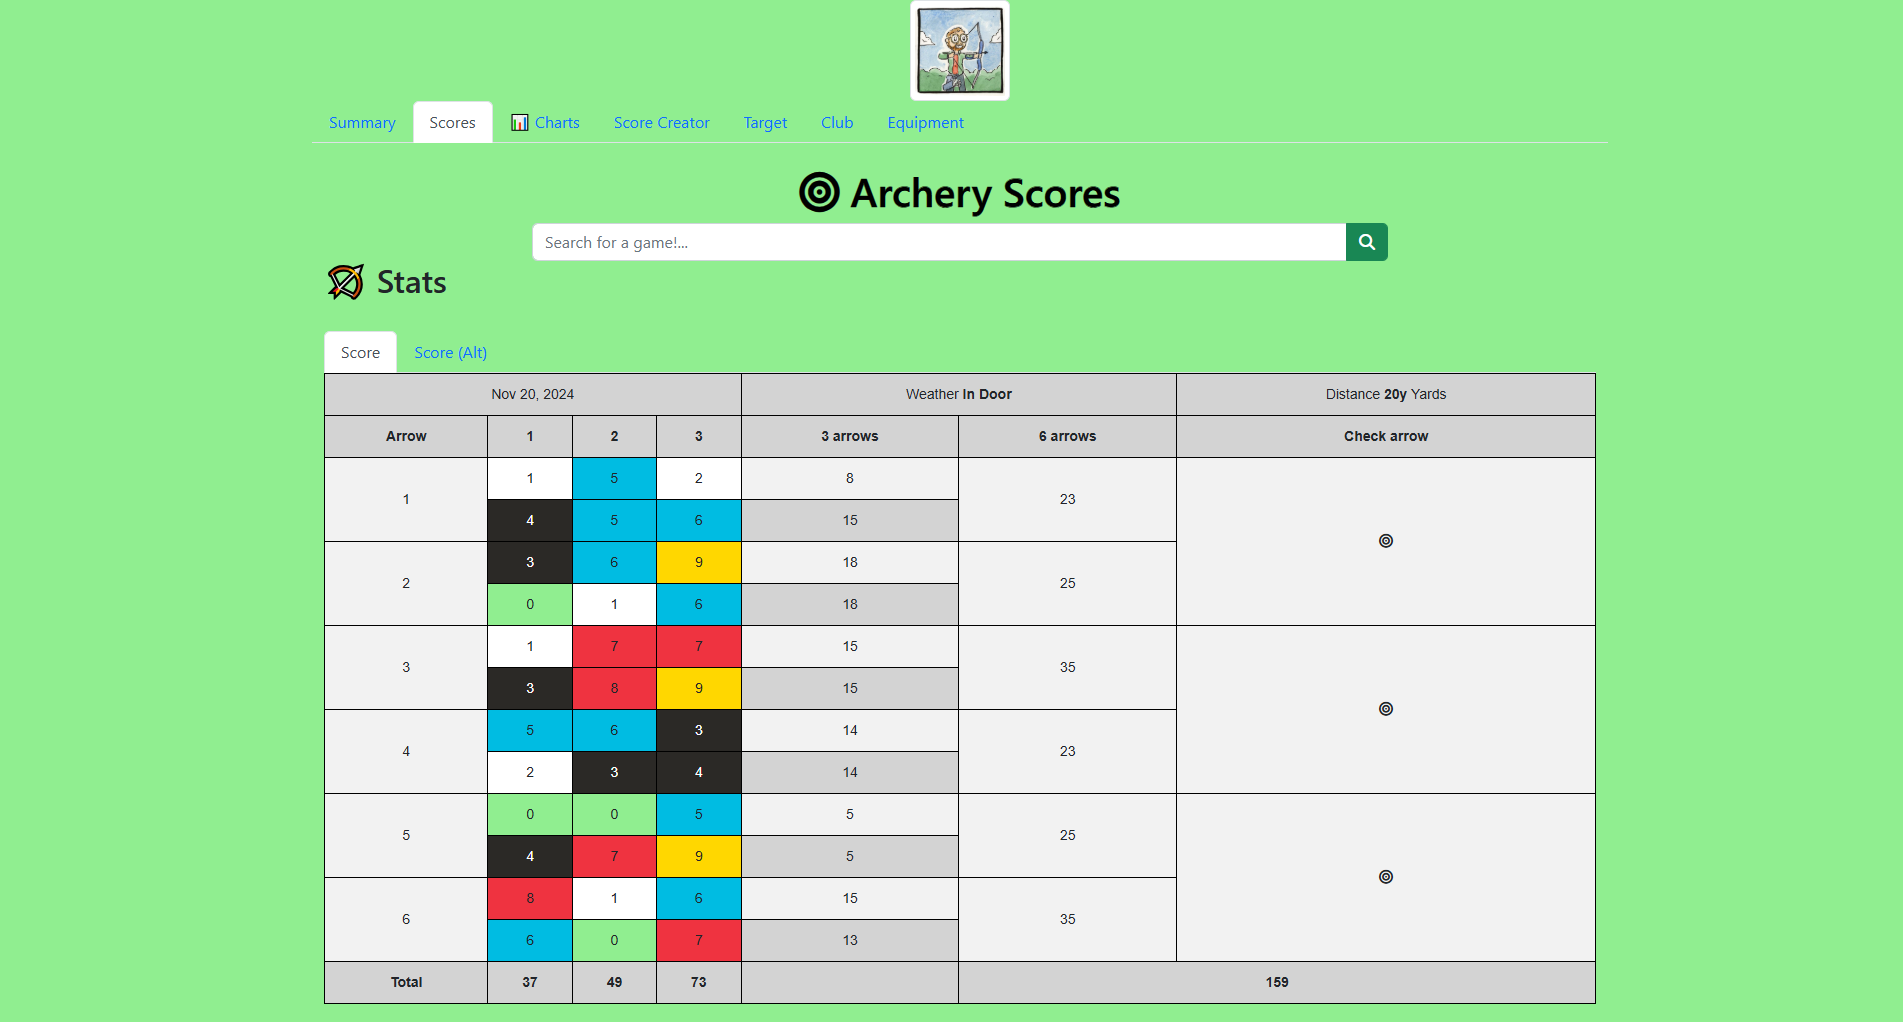 Summary Scores 📊 Charts Score Creator Target Club Equipment
Archery Scores
Search for a game!...
Stats
Score Score (Alt)
Nov 20, 2024 Weather In Door Distance 20y Yards
Arrow 1 2 3 3 arrows 6 arrows Check arrow
1 1 5 2 8 23
4 5 6 15
2 3 6 9 18 25
0 1 6 18
3 1 7 7 15 35
3 8 9 15
4 5 6 3 14 23
2 3 4 14
5 0 0 5 5 25
4 7 9 5
6 8 1 6 15 35
6 0 7 13
Total 37 49 73 159